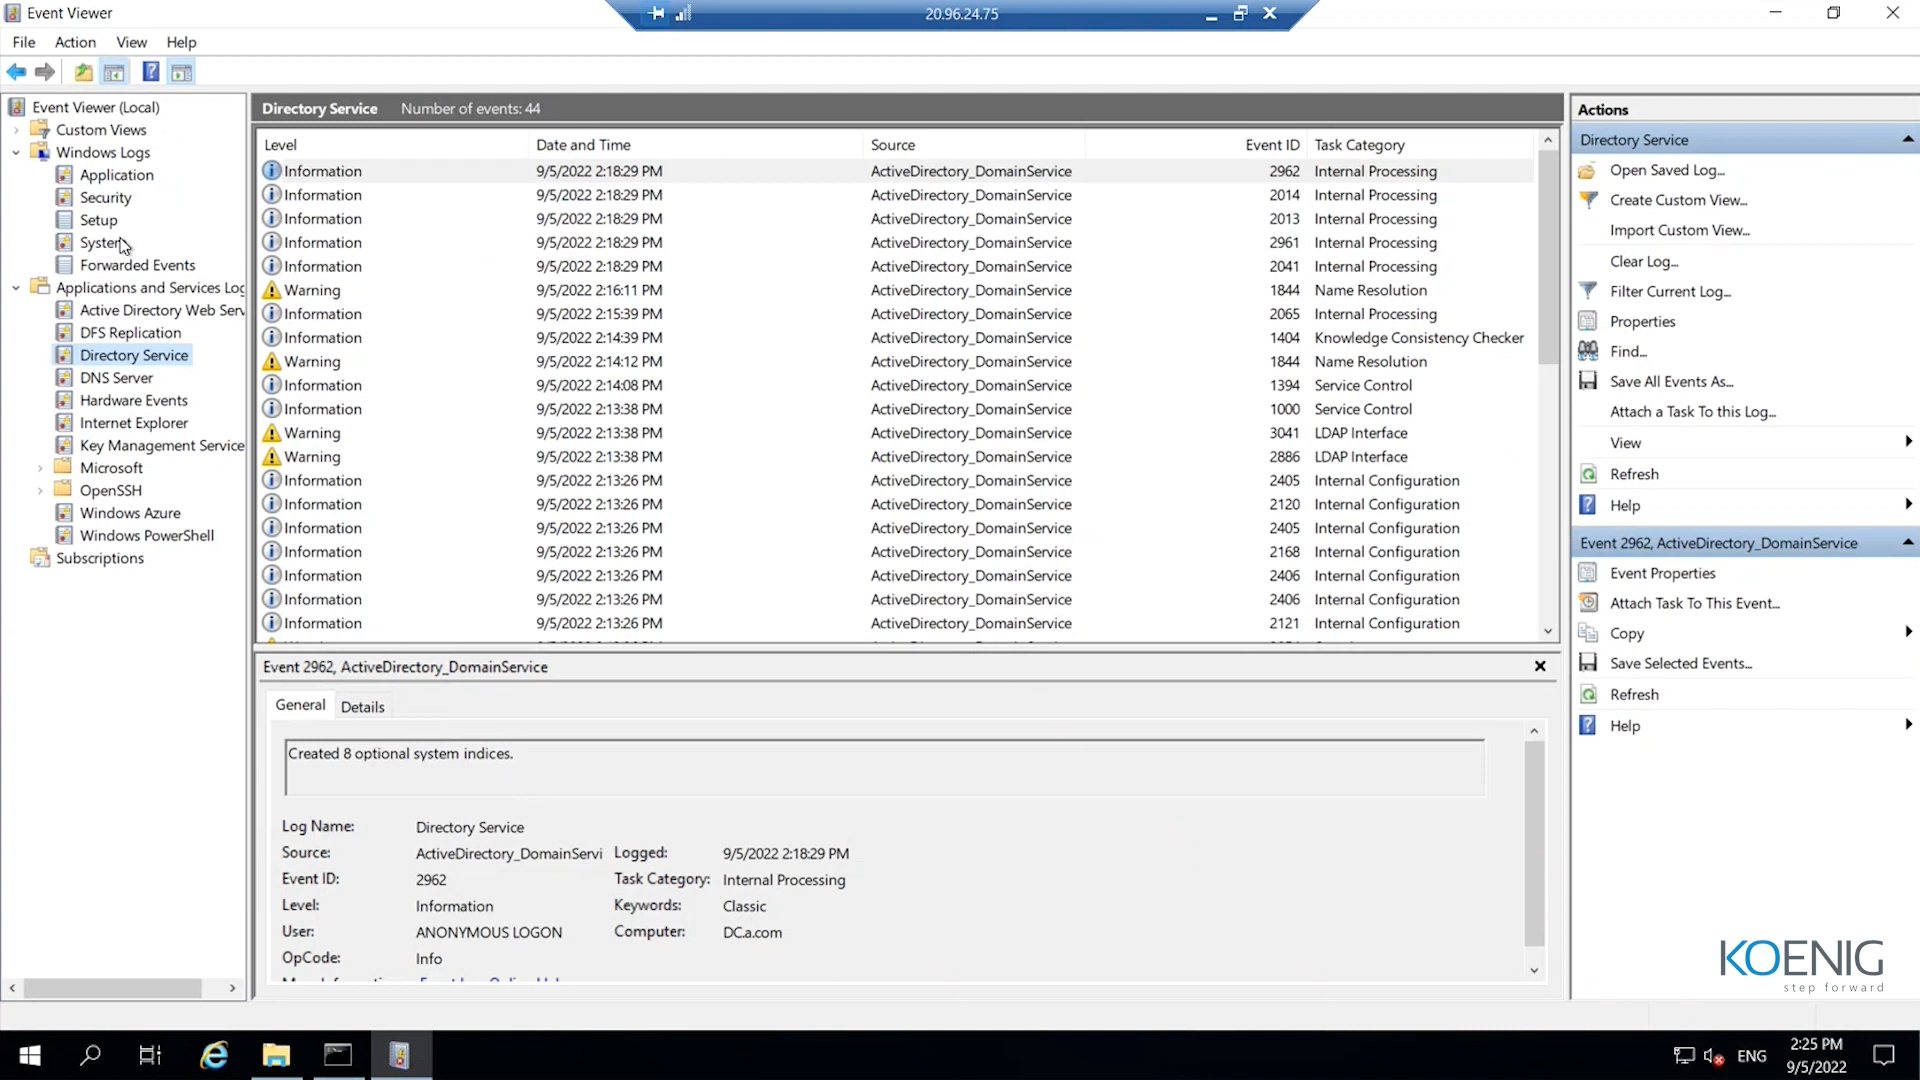 Event Viewer
20.96.24.75
File Action View Help
Event Viewer (Local)
Custom Views
Windows Logs
Application
Security
Setup
System
Forwarded Events
Applications and Services Log
Active Directory Web Serv
DFS Replication
Directory Service
DNS Server
Hardware Events
Internet Explorer
Key Management Service
Microsoft
OpenSSH
Windows Azure
Windows PowerShell
Subscriptions
Directory Service Number of events: 44
Level Date and Time Source Event ID Task Category
Information 9/5/2022 2:18:29 PM ActiveDirectory_DomainService 2962 Internal Processing
Information 9/5/2022 2:18:29 PM ActiveDirectory_DomainService 2014 Internal Processing
Information 9/5/2022 2:18:29 PM ActiveDirectory_DomainService 2013 Internal Processing
Information 9/5/2022 2:18:29 PM ActiveDirectory_DomainService 2961 Internal Processing
Information 9/5/2022 2:18:29 PM ActiveDirectory_DomainService 2041 Internal Processing
Warning 9/5/2022 2:16:11 PM ActiveDirectory_DomainService 1844 Name Resolution
Information 9/5/2022 2:15:39 PM ActiveDirectory_DomainService 2065 Internal Processing
Information 9/5/2022 2:14:39 PM ActiveDirectory_DomainService 1404 Knowledge Consistency Checker
Warning 9/5/2022 2:14:12 PM ActiveDirectory_DomainService 1844 Name Resolution
Information 9/5/2022 2:14:08 PM ActiveDirectory_DomainService 1394 Service Control
Information 9/5/2022 2:13:38 PM ActiveDirectory_DomainService 1000 Service Control
Warning 9/5/2022 2:13:38 PM ActiveDirectory_DomainService 3041 LDAP Interface
Warning 9/5/2022 2:13:38 PM ActiveDirectory_DomainService 2886 LDAP Interface
Information 9/5/2022 2:13:26 PM ActiveDirectory_DomainService 2405 Internal Configuration
Information 9/5/2022 2:13:26 PM ActiveDirectory_DomainService 2120 Internal Configuration
Information 9/5/2022 2:13:26 PM ActiveDirectory_DomainService 2405 Internal Configuration
Information 9/5/2022 2:13:26 PM ActiveDirectory_DomainService 2168 Internal Configuration
Information 9/5/2022 2:13:26 PM ActiveDirectory_DomainService 2406 Internal Configuration
Information 9/5/2022 2:13:26 PM ActiveDirectory_DomainService 2406 Internal Configuration
Information 9/5/2022 2:13:26 PM ActiveDirectory_DomainService 2121 Internal Configuration
Event 2962, ActiveDirectory_DomainService
General Details
Created 8 optional system indices.
Log Name: Directory Service
Source: ActiveDirectory_DomainServi Logged: 9/5/2022 2:18:29 PM
Event ID: 2962 Task Category: Internal Processing
Level: Information Keywords: Classic
User: ANONYMOUS LOGON Computer: DC.a.com
OpCode: Info
Actions
Directory Service
Open Saved Log...
Create Custom View...
Import Custom View...
Clear Log...
Filter Current Log...
Properties
Find...
Save All Events As...
Attach a Task To this Log...
View
Refresh
Help
Event 2962, ActiveDirectory_DomainService
Event Properties
Attach Task To This Event...
Copy
Save Selected Events...
Refresh
Help
KOENIG
step forward
ENG
2:25 PM
9/5/2022